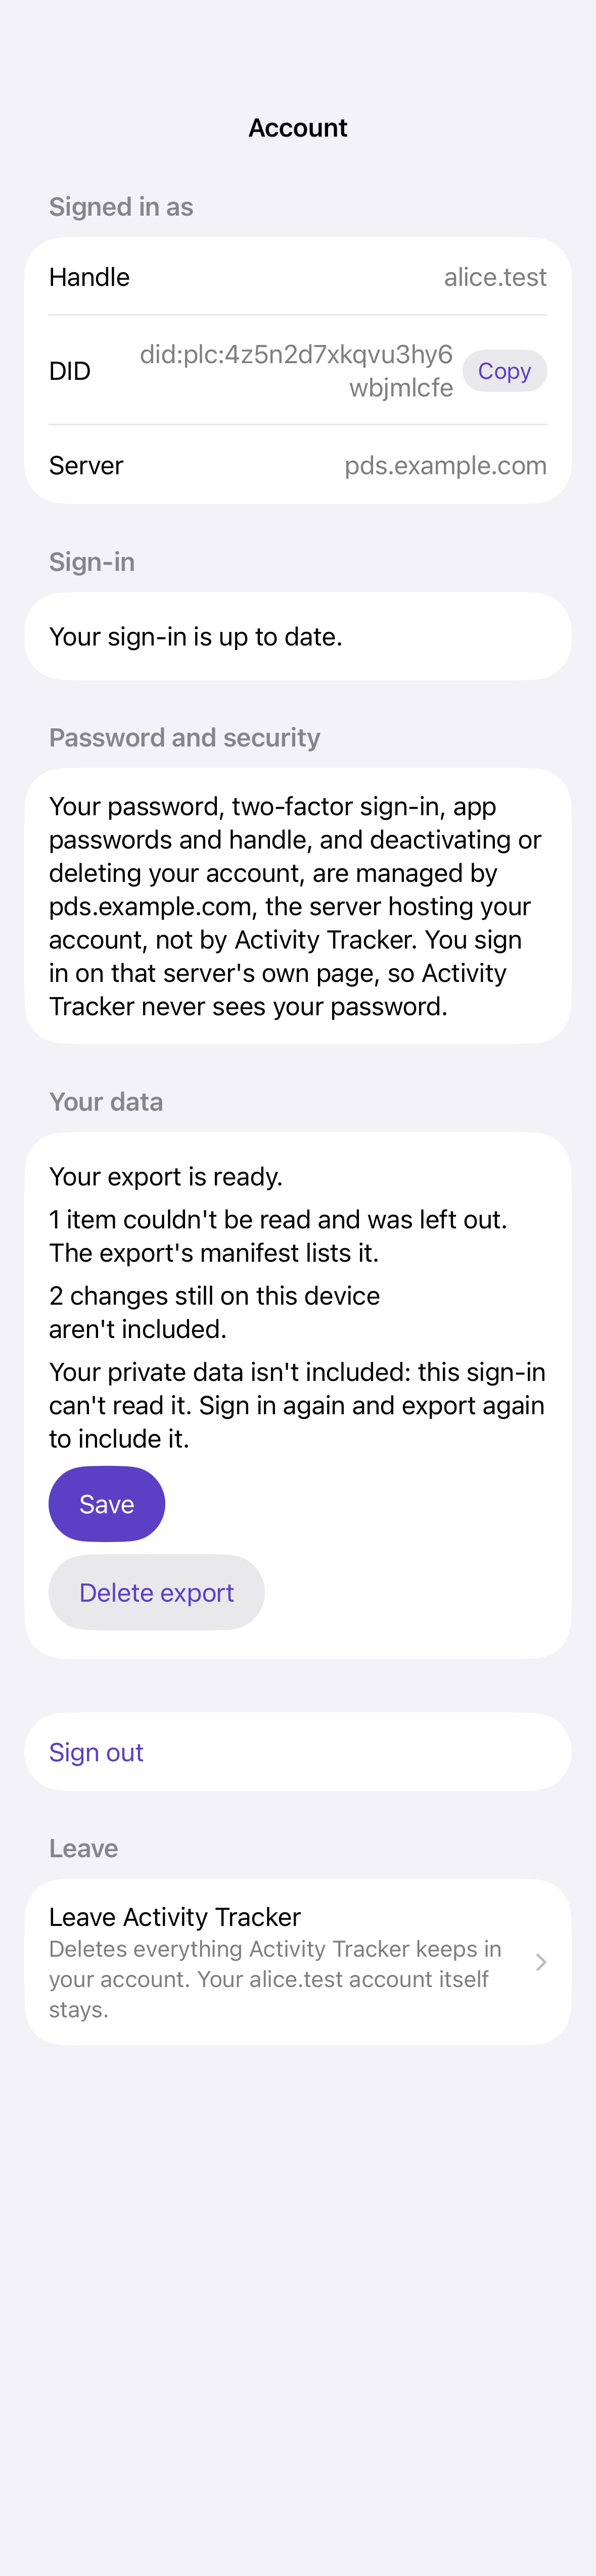 Account
Signed in as
Handle
alice.test
DID
did:plc:4z5n2d7xkqvu3hy6
wbjmlcfe
Copy
Server
pds.example.com
Sign-in
Your sign-in is up to date.
Password and security
Your password, two-factor sign-in, app
passwords and handle, and deactivating or
deleting your account, are managed by
pds.example.com, the server hosting your
account, not by Activity Tracker. You sign
in on that server's own page, so Activity
Tracker never sees your password.
Your data
Your export is ready.
1 item couldn't be read and was left out.
The export's manifest lists it.
2 changes still on this device
aren't included.
Your private data isn't included: this sign-in
can't read it. Sign in again and export again
to include it.
Save
Delete export
Sign out
Leave
Leave Activity Tracker
Deletes everything Activity Tracker keeps in
your account. Your alice.test account itself
stays.